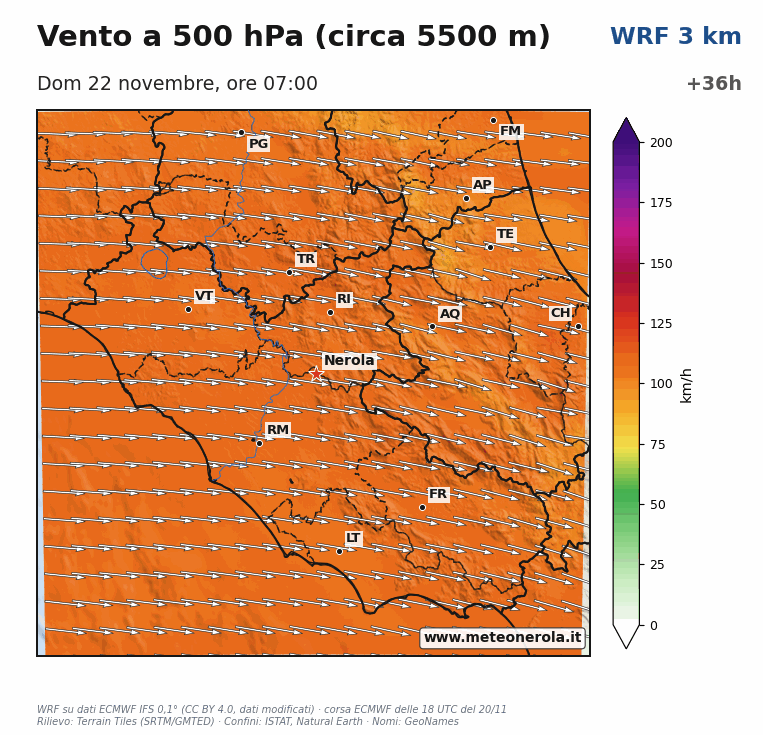 Vento a 500 hPa (circa 5500 m)
WRF 3 km
Dom 22 novembre, ore 07:00
+36h
FM
PG
AP
TE
TR
VT
RI
AQ
CH
Nerola
RM
FR
LT
www.meteonerola.it
200
175
150
125
100
75
50
25
0
km/h
WRF su dati ECMWF IFS 0,1° (CC BY 4.0, dati modificati) · corsa ECMWF delle 18 UTC del 20/11
Rilievo: Terrain Tiles (SRTM/GMTED) · Confini: ISTAT, Natural Earth · Nomi: GeoNames